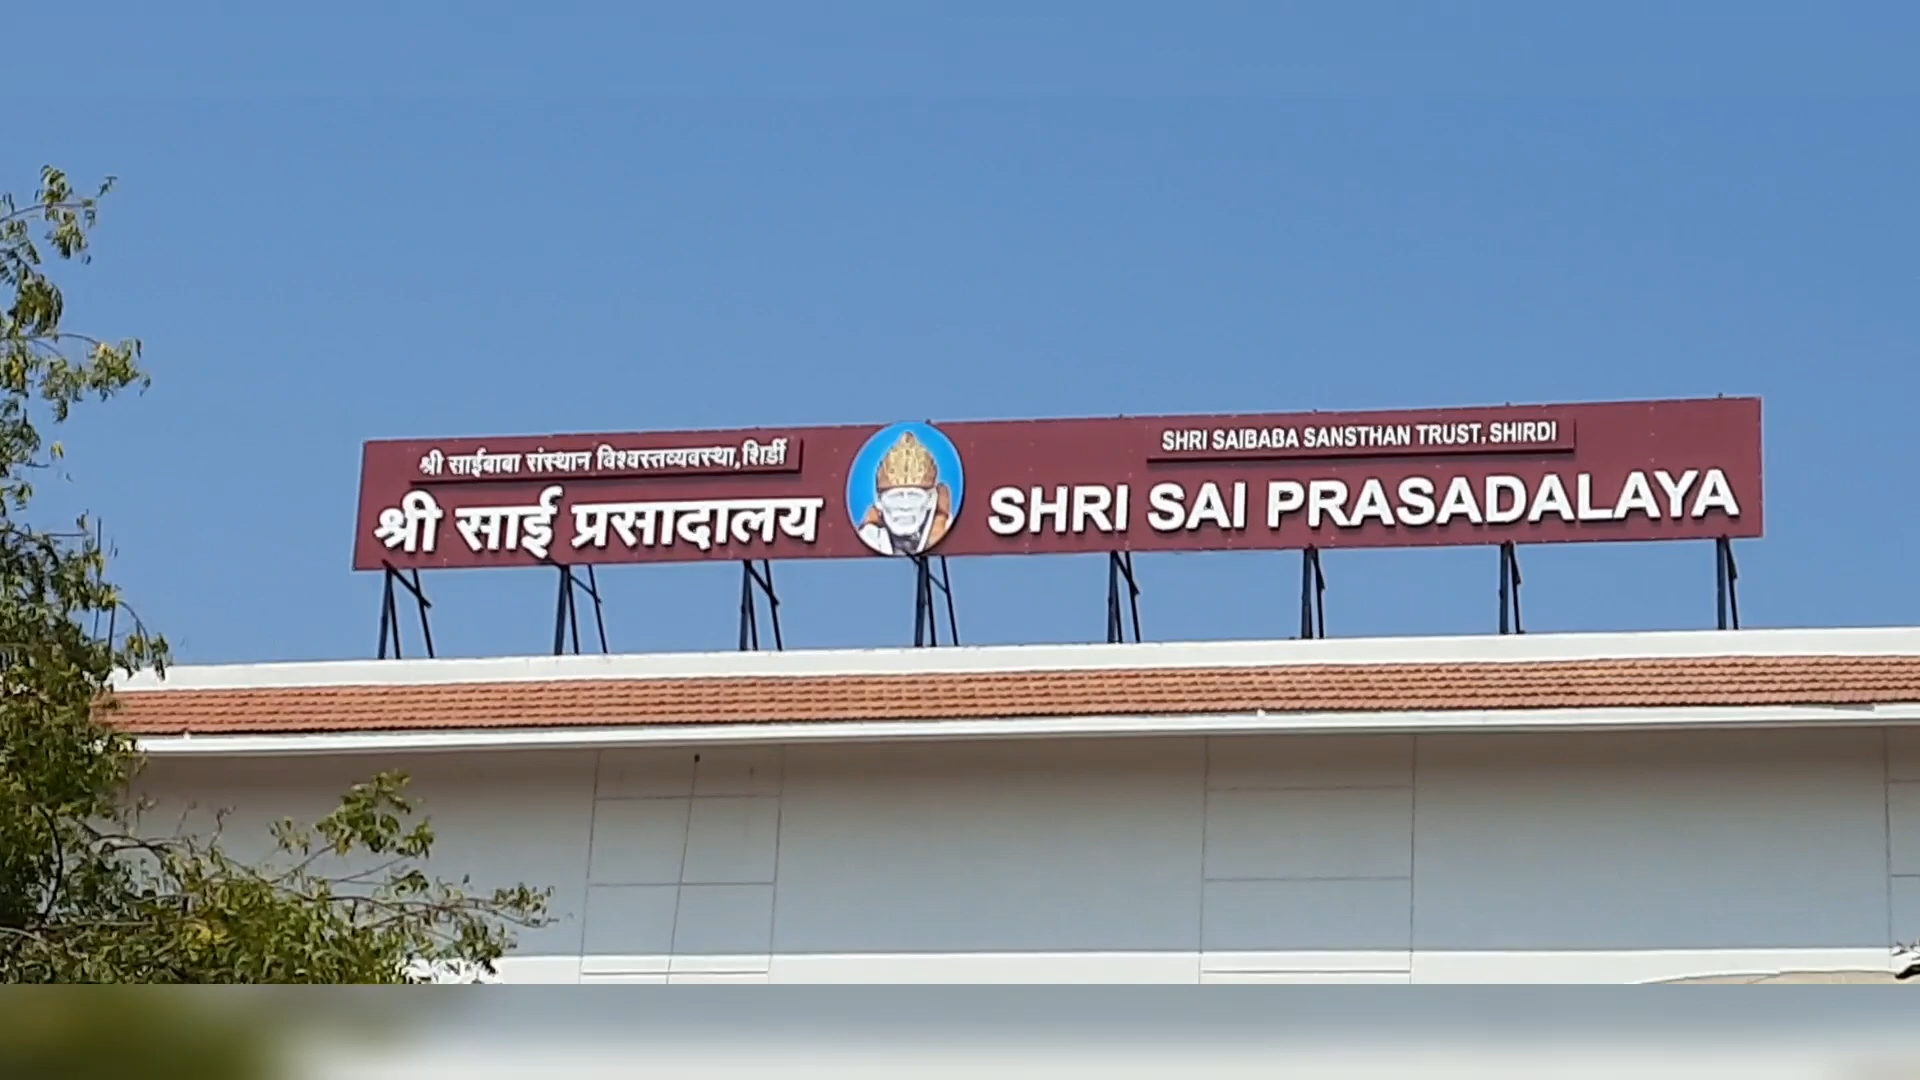 श्री साईबाबा संस्थान विश्वस्तव्यवस्था, शिर्डी
श्री साई प्रसादालय
SHRI SAIBABA SANSTHAN TRUST, SHIRDI
SHRI SAI PRASADALAYA